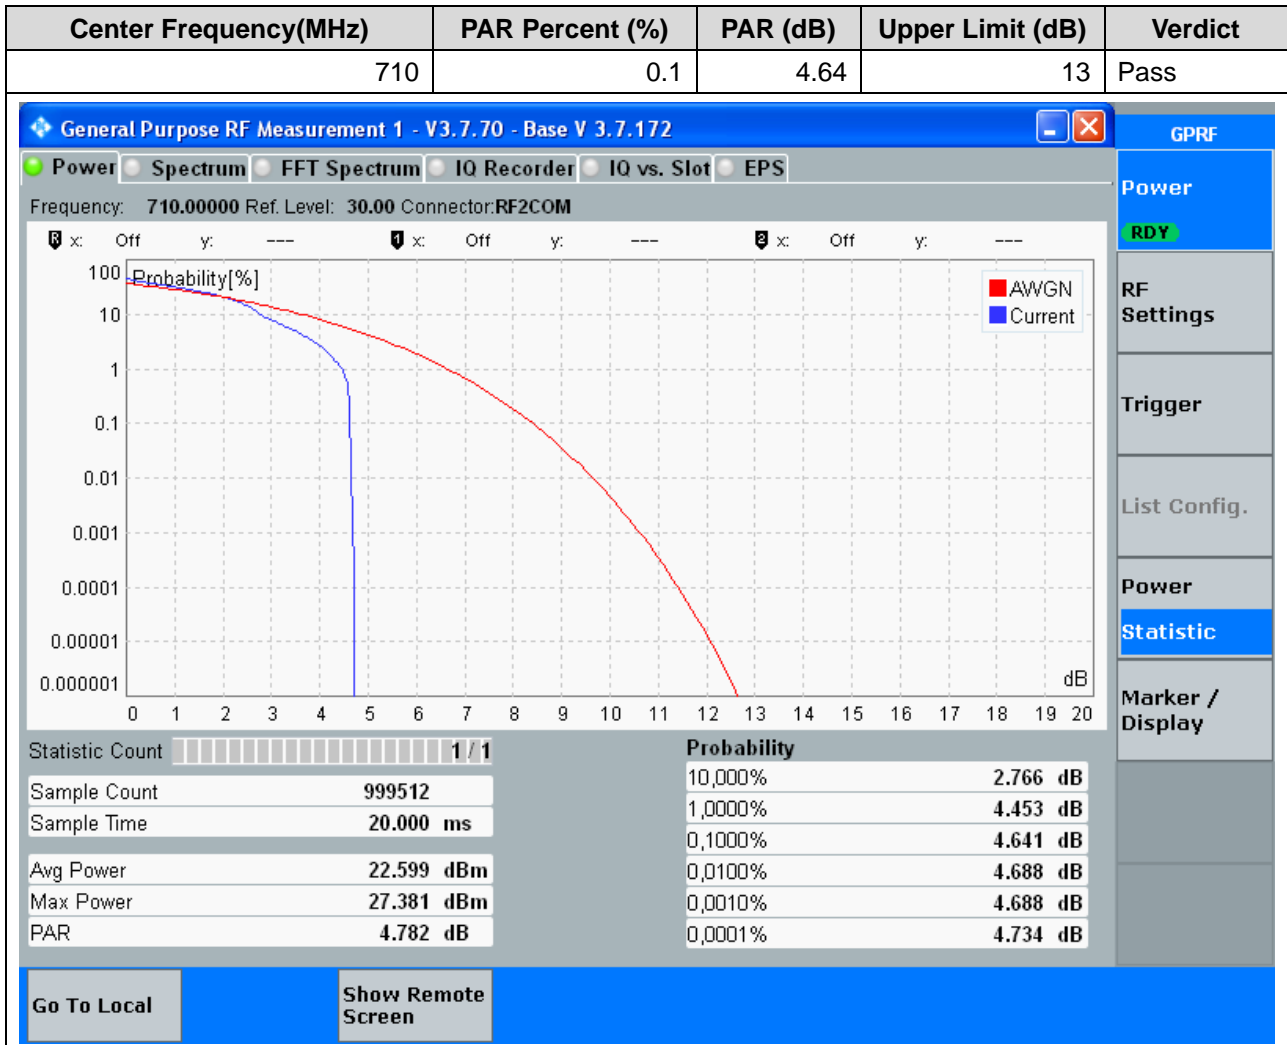 Center Frequency(MHz) PAR Percent (%) PAR (dB) Upper Limit (dB) Verdict
710 0.1 4.64 13 Pass
General Purpose RF Measurement 1 - V3.7.70 - Base V 3.7.172
GPRF
Power Spectrum FFT Spectrum IQ Recorder IQ vs. Slot EPS
Power
RDY
Frequency: 710.00000 Ref. Level: 30.00 Connector:RF2COM
R x: Off y: --- 1 x: Off y: --- 2 x: Off y: ---
100 Probability[%]
AWGN
Current
10
1
0.1
0.01
0.001
0.0001
0.00001
0.000001
dB
0 1 2 3 4 5 6 7 8 9 10 11 12 13 14 15 16 17 18 19 20
RF
Settings
Trigger
List Config.
Power
Statistic
Marker /
Display
Statistic Count 1 / 1
Sample Count 999512
Sample Time 20.000 ms
Avg Power 22.599 dBm
Max Power 27.381 dBm
PAR 4.782 dB
Probability
10,000% 2.766 dB
1,0000% 4.453 dB
0,1000% 4.641 dB
0,0100% 4.688 dB
0,0010% 4.688 dB
0,0001% 4.734 dB
Go To Local
Show Remote
Screen